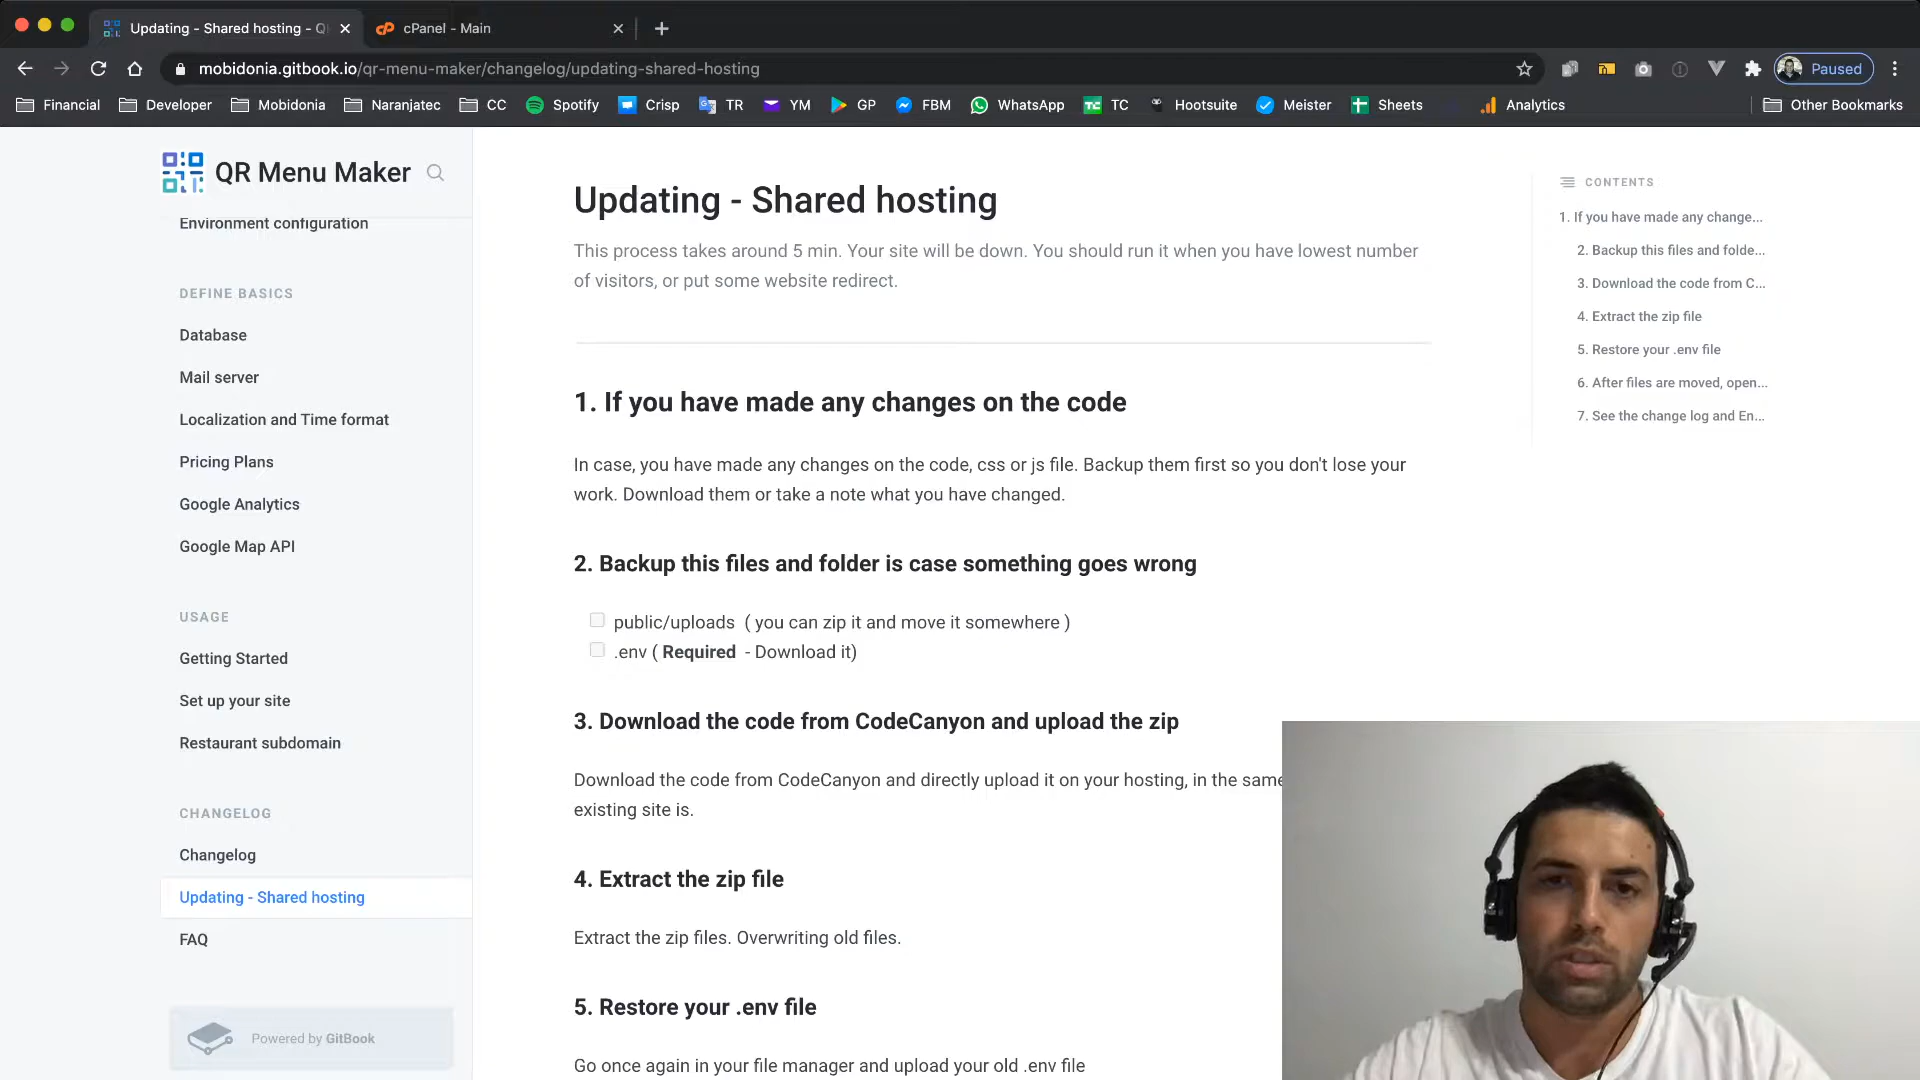 Updating - Shared hosting - Q
cPanel - Main
mobidonia.gitbook.io/qr-menu-maker/changelog/updating-shared-hosting
Paused
Financial
Developer
Mobidonia
Naranjatec
CC
Spotify
Crisp
TR
YM
GP
FBM
WhatsApp
TC
Hootsuite
Meister
Sheets
Analytics
Other Bookmarks
QR Menu Maker
Environment configuration
DEFINE BASICS
Database
Mail server
Localization and Time format
Pricing Plans
Google Analytics
Google Map API
USAGE
Getting Started
Set up your site
Restaurant subdomain
CHANGELOG
Changelog
Updating - Shared hosting
FAQ
Powered by GitBook
Updating - Shared hosting
This process takes around 5 min. Your site will be down. You should run it when you have lowest number
of visitors, or put some website redirect.
1. If you have made any changes on the code
In case, you have made any changes on the code, css or js file. Backup them first so you don't lose your
work. Download them or take a note what you have changed.
2. Backup this files and folder is case something goes wrong
public/uploads ( you can zip it and move it somewhere )
.env ( Required - Download it)
3. Download the code from CodeCanyon and upload the zip
Download the code from CodeCanyon and directly upload it on your hosting, in the same
existing site is.
4. Extract the zip file
Extract the zip files. Overwriting old files.
5. Restore your .env file
Go once again in your file manager and upload your old .env file
CONTENTS
1. If you have made any change...
2. Backup this files and folde...
3. Download the code from C...
4. Extract the zip file
5. Restore your .env file
6. After files are moved, open...
7. See the change log and En...